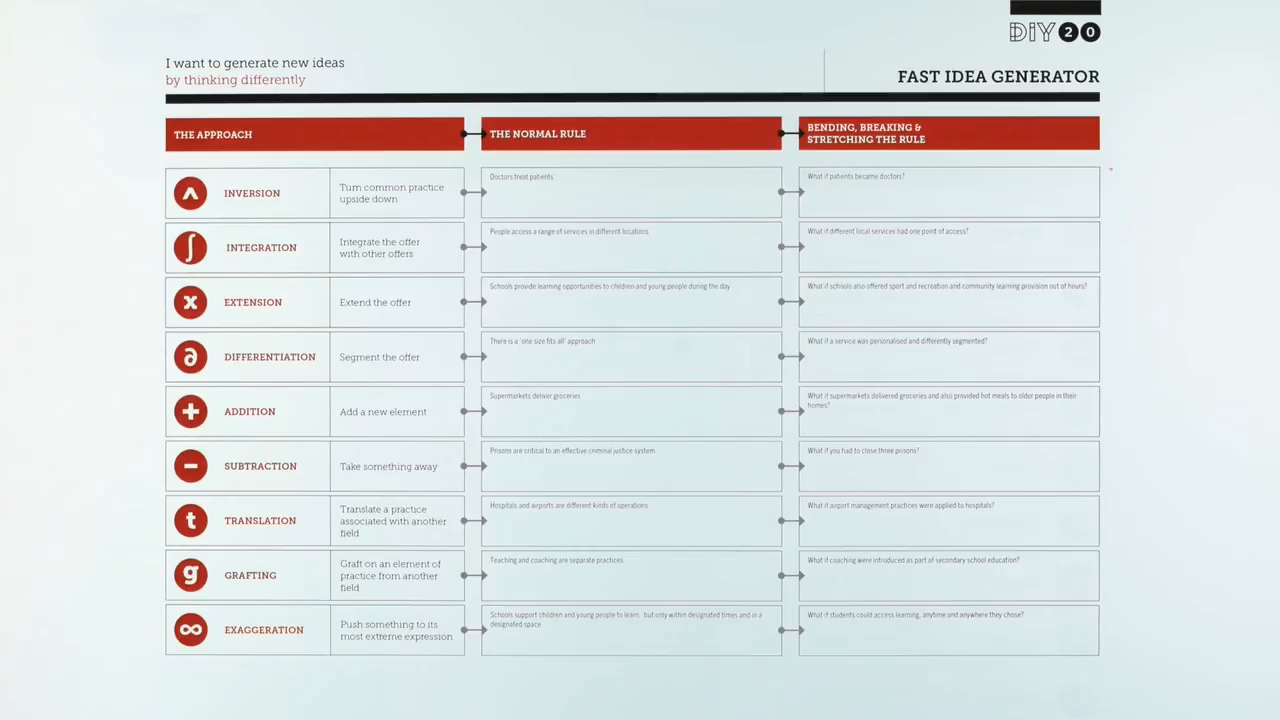 DIY 20
I want to generate new ideas
by thinking differently
FAST IDEA GENERATOR
THE APPROACH
THE NORMAL RULE
BENDING, BREAKING &
STRETCHING THE RULE
INVERSION
Turn common practice
upside down
Doctors treat patients
What if patients became doctors?
∫
INTEGRATION
Integrate the offer
with other offers
People access a range of services in different locations
What if different local services had one point of access?
x
EXTENSION
Extend the offer
Schools provide learning opportunities to children and young people during the day
What if schools also offered sport and recreation and community learning provision out of hours?
∂
DIFFERENTIATION
Segment the offer
There is a 'one size fits all' approach
What if a service was personalised and differently segmented?
+
ADDITION
Add a new element
Supermarkets deliver groceries
What if supermarkets delivered groceries and also provided hot meals to older people in their
homes?
−
SUBTRACTION
Take something away
Prisons are critical to an effective criminal justice system
What if you had to close three prisons?
t
TRANSLATION
Translate a practice
associated with another
field
Hospitals and airports are different kinds of operations
What if airport management practices were applied to hospitals?
g
GRAFTING
Graft on an element of
practice from another
field
Teaching and coaching are separate practices
What if coaching were introduced as part of secondary school education?
∞
EXAGGERATION
Push something to its
most extreme expression
Schools support children and young people to learn, but only within designated times and in a
designated space
What if students could access learning, anytime and anywhere they chose?